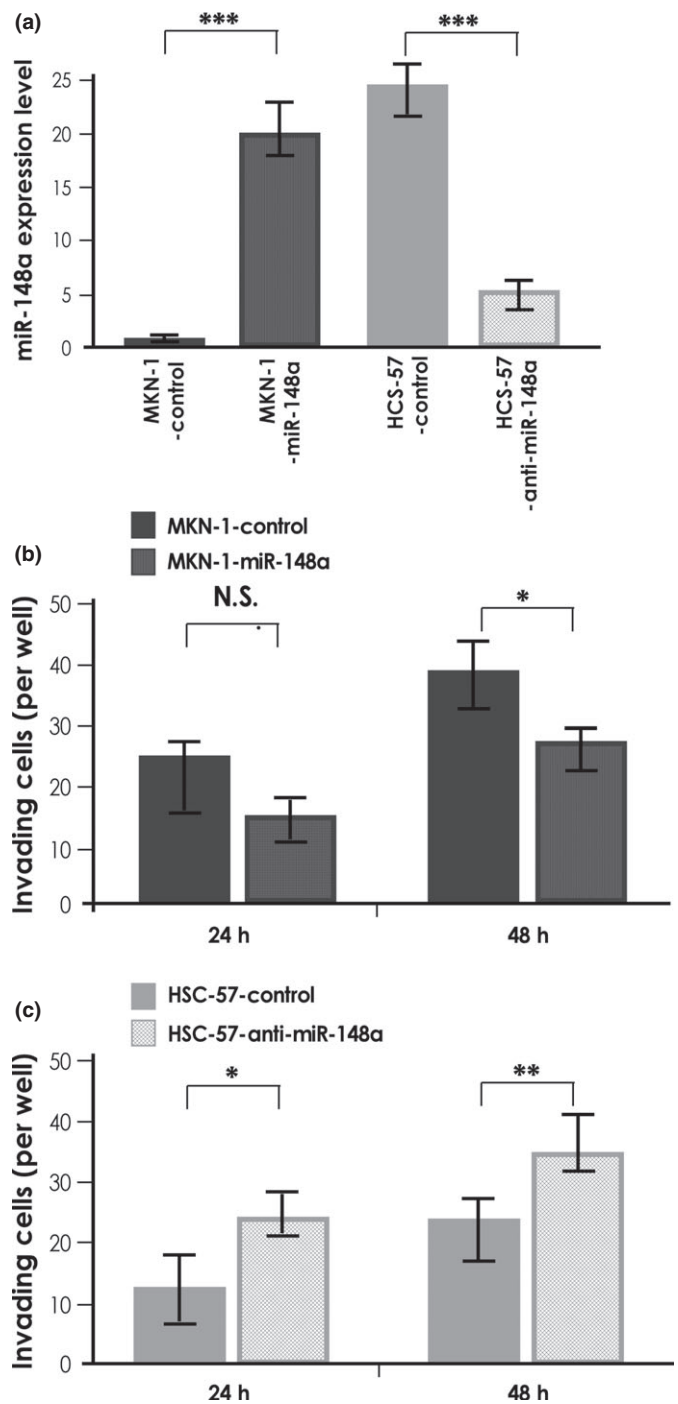 (a)
***
***
miR-148a expression level
25
20
15
10
5
0
MKN-1
-control
MKN-1
-miR-148a
HCS-57
-control
HCS-57
-anti-miR-148a
(b)
MKN-1-control
MKN-1-miR-148a
N.S.
*
Invading cells (per well)
50
40
30
20
10
0
24 h
48 h
(c)
HSC-57-control
HSC-57-anti-miR-148a
*
**
Invading cells (per well)
50
40
30
20
10
0
24 h
48 h